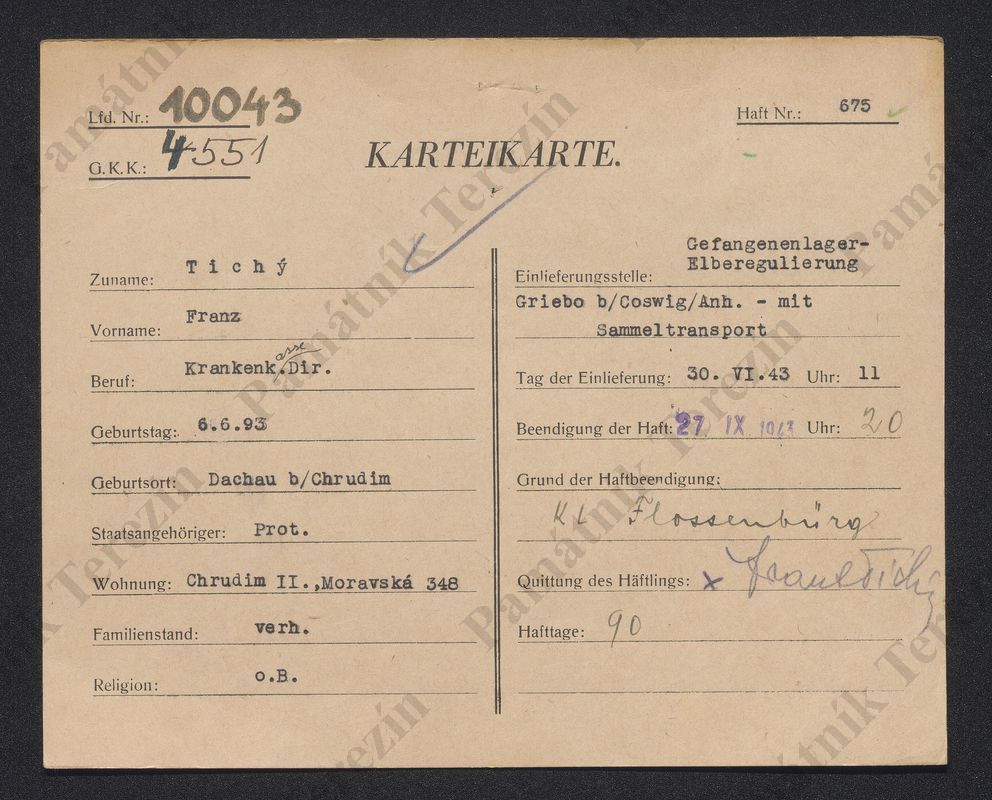 Lfd. Nr.: 10043
G. K. K.: 4551
Haft Nr.: 675
KARTEIKARTE.
Zuname: Tichý
Vorname: Franz
Beruf: Krankenk.asse Dir.
Geburtstag: 6.6.93
Geburtsort: Dachau b/Chrudim
Staatsangehöriger: Prot.
Wohnung: Chrudim II.,Moravská 348
Familienstand: verh.
Religion: o.B.
Gefangenenlager-
Einlieferungsstelle: Elberegulierung
Griebo b/Coswig/Anh. - mit
Sammeltransport
Tag der Einlieferung: 30. VI.43 Uhr: 11
Beendigung der Haft: 27 IX 1943 Uhr: 20
Grund der Haftbeendigung:
KL Flossenbürg
Quittung des Häftlings: x Franz Tichý
Hafttage: 90
Památník Terezín